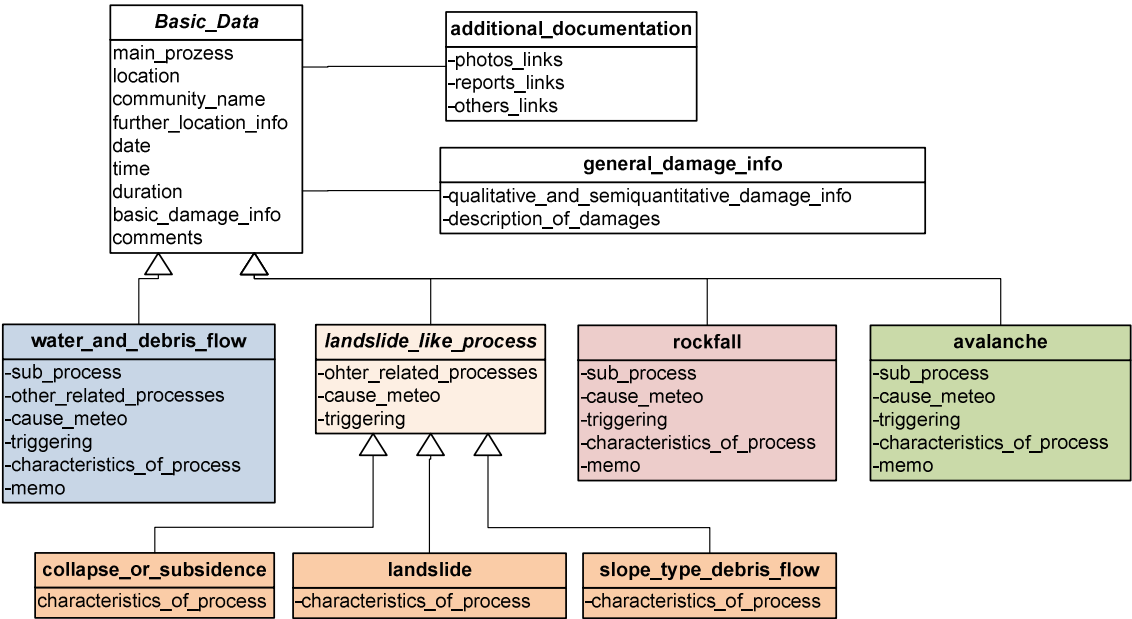 Basic_Data
main_prozess
location
community_name
further_location_info
date
time
duration
basic_damage_info
comments
additional_documentation
-photos_links
-reports_links
-others_links
general_damage_info
-qualitative_and_semiquantitative_damage_info
-description_of_damages
water_and_debris_flow
-sub_process
-other_related_processes
-cause_meteo
-triggering
-characteristics_of_process
-memo
landslide_like_process
-ohter_related_processes
-cause_meteo
-triggering
rockfall
-sub_process
-cause_meteo
-triggering
-characteristics_of_process
-memo
avalanche
-sub_process
-cause_meteo
-triggering
-characteristics_of_process
-memo
collapse_or_subsidence
characteristics_of_process
landslide
-characteristics_of_process
slope_type_debris_flow
-characteristics_of_process